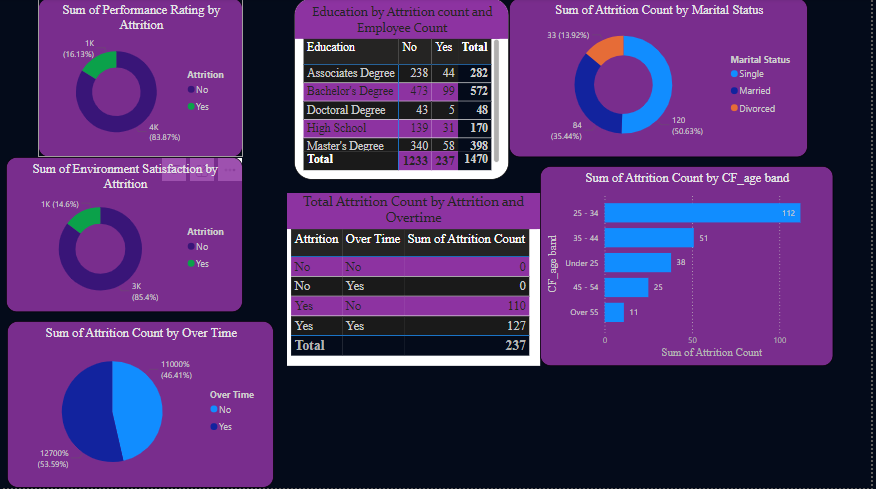 Sum of Performance Rating by
Attrition
1K
(16.13%)
4K
(83.87%)
Attrition
No
Yes
Sum of Environment Satisfaction by
Attrition
1K (14.6%)
3K
(85.4%)
Attrition
No
Yes
Sum of Attrition Count by Over Time
11000%
(46.41%)
12700%
(53.59%)
Over Time
No
Yes
Education by Attrition count and
Employee Count
Education No Yes Total
Associates Degree 238 44 282
Bachelor's Degree 473 99 572
Doctoral Degree 43 5 48
High School 139 31 170
Master's Degree 340 58 398
Total 1233 237 1470
Total Attrition Count by Attrition and
Overtime
Attrition Over Time Sum of Attrition Count
No No 0
No Yes 0
Yes No 110
Yes Yes 127
Total 237
Sum of Attrition Count by Marital Status
33 (13.92%)
84
(35.44%)
120
(50.63%)
Marital Status
Single
Married
Divorced
Sum of Attrition Count by CF_age band
CF_age band
25 - 34 112
35 - 44 51
Under 25 38
45 - 54 25
Over 55 11
0 50 100
Sum of Attrition Count